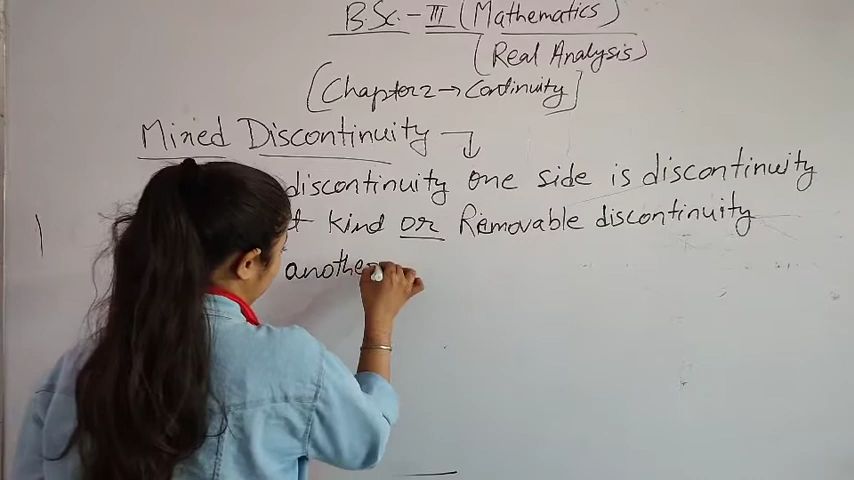 B.Sc.-III (Mathematics)
(Real Analysis)
[Chapter 2 → Continuity]
Mixed Discontinuity
discontinuity one side is discontinuity
kind or Removable discontinuity
anothe